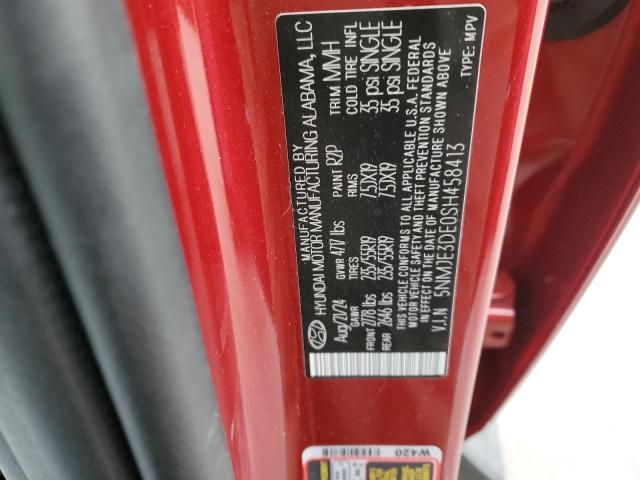 MANUFACTURED BY
HYUNDAI MOTOR MANUFACTURING ALABAMA, LLC
Aug/21/24 GVWR 4717 lbs PAINT R2P TRIM MMH
GAWR TIRES RIMS COLD TIRE INFL
FRONT 2778 lbs 235/55R19 7.5JX19 35 psi SINGLE
REAR 2646 lbs 235/55R19 7.5JX19 35 psi SINGLE
THIS VEHICLE CONFORMS TO ALL APPLICABLE U.S.A. FEDERAL
MOTOR VEHICLE SAFETY AND THEFT PREVENTION STANDARDS
IN EFFECT ON THE DATE OF MANUFACTURE SHOWN ABOVE
V.I.N 5NMJE3DE0SH458413 TYPE: MPV
W420